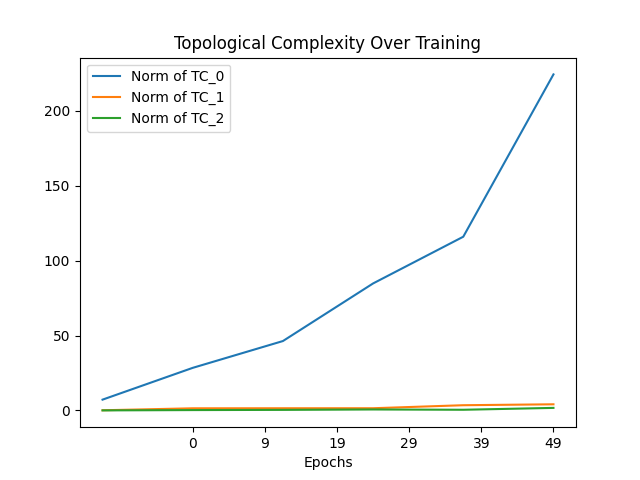 Topological Complexity Over Training
Norm of TC_0
Norm of TC_1
Norm of TC_2
200
150
100
50
0
0 9 19 29 39 49
Epochs